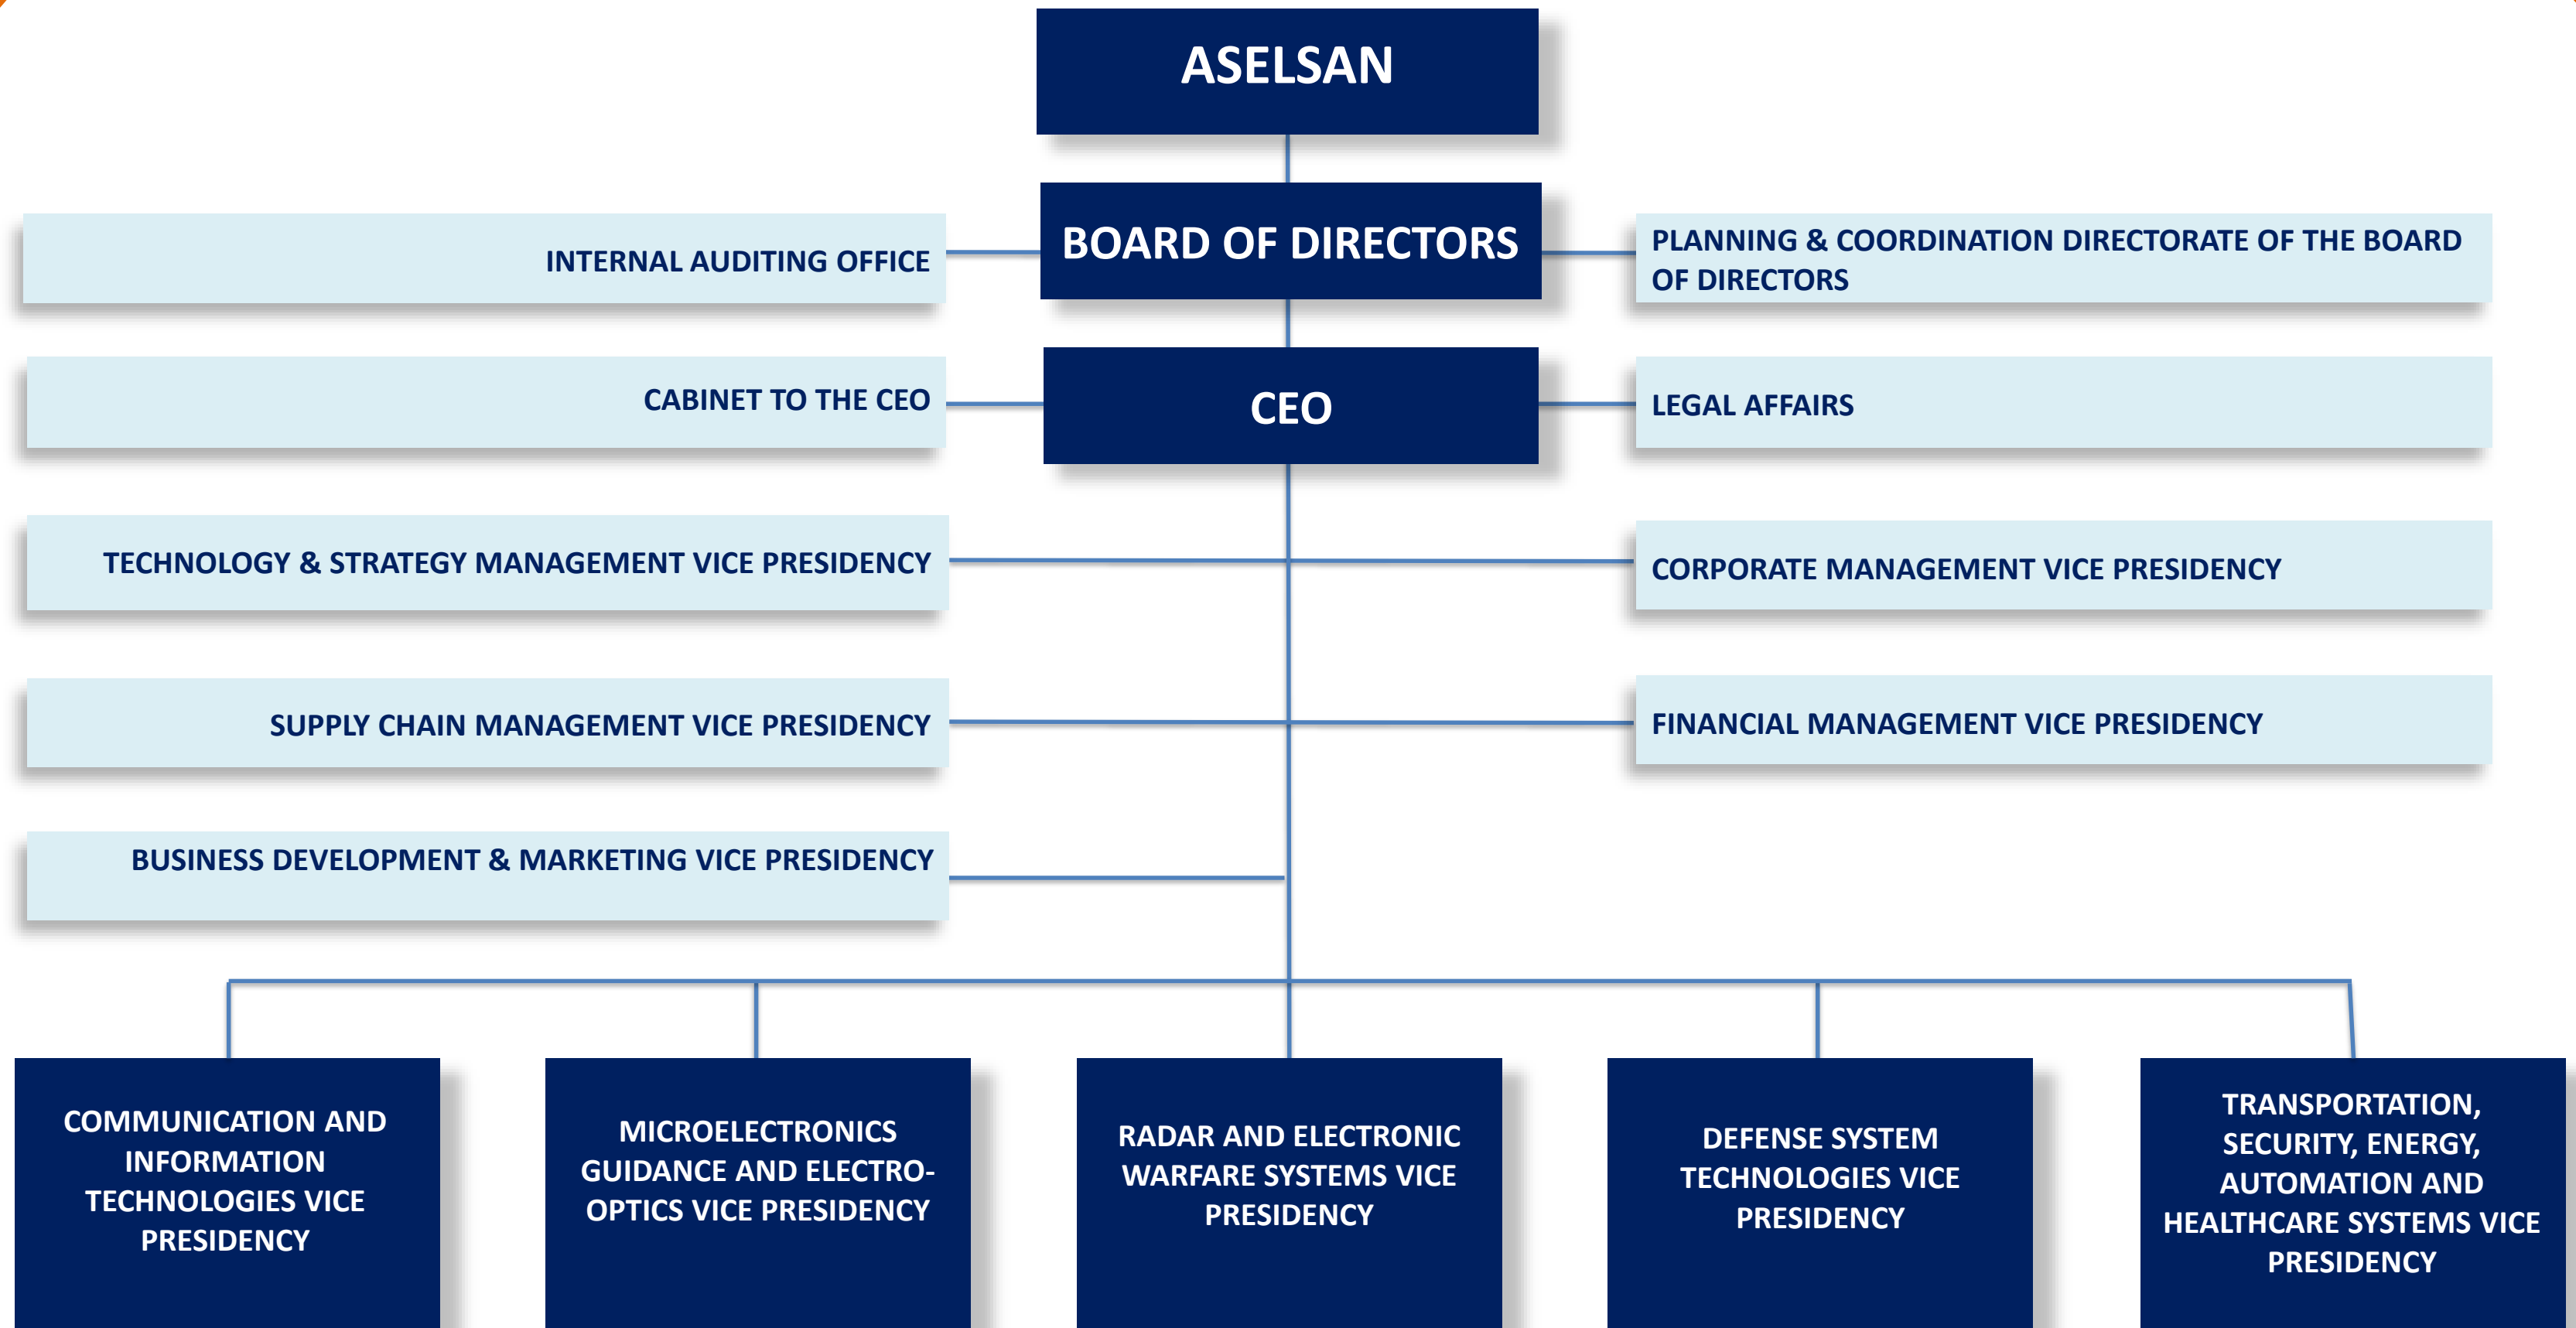 ASELSAN
INTERNAL AUDITING OFFICE
BOARD OF DIRECTORS
PLANNING & COORDINATION DIRECTORATE OF THE BOARD
OF DIRECTORS
CABINET TO THE CEO
CEO
LEGAL AFFAIRS
TECHNOLOGY & STRATEGY MANAGEMENT VICE PRESIDENCY
CORPORATE MANAGEMENT VICE PRESIDENCY
SUPPLY CHAIN MANAGEMENT VICE PRESIDENCY
FINANCIAL MANAGEMENT VICE PRESIDENCY
BUSINESS DEVELOPMENT & MARKETING VICE PRESIDENCY
COMMUNICATION AND
INFORMATION
TECHNOLOGIES VICE
PRESIDENCY
MICROELECTRONICS
GUIDANCE AND ELECTRO-
OPTICS VICE PRESIDENCY
RADAR AND ELECTRONIC
WARFARE SYSTEMS VICE
PRESIDENCY
DEFENSE SYSTEM
TECHNOLOGIES VICE
PRESIDENCY
TRANSPORTATION,
SECURITY, ENERGY,
AUTOMATION AND
HEALTHCARE SYSTEMS VICE
PRESIDENCY